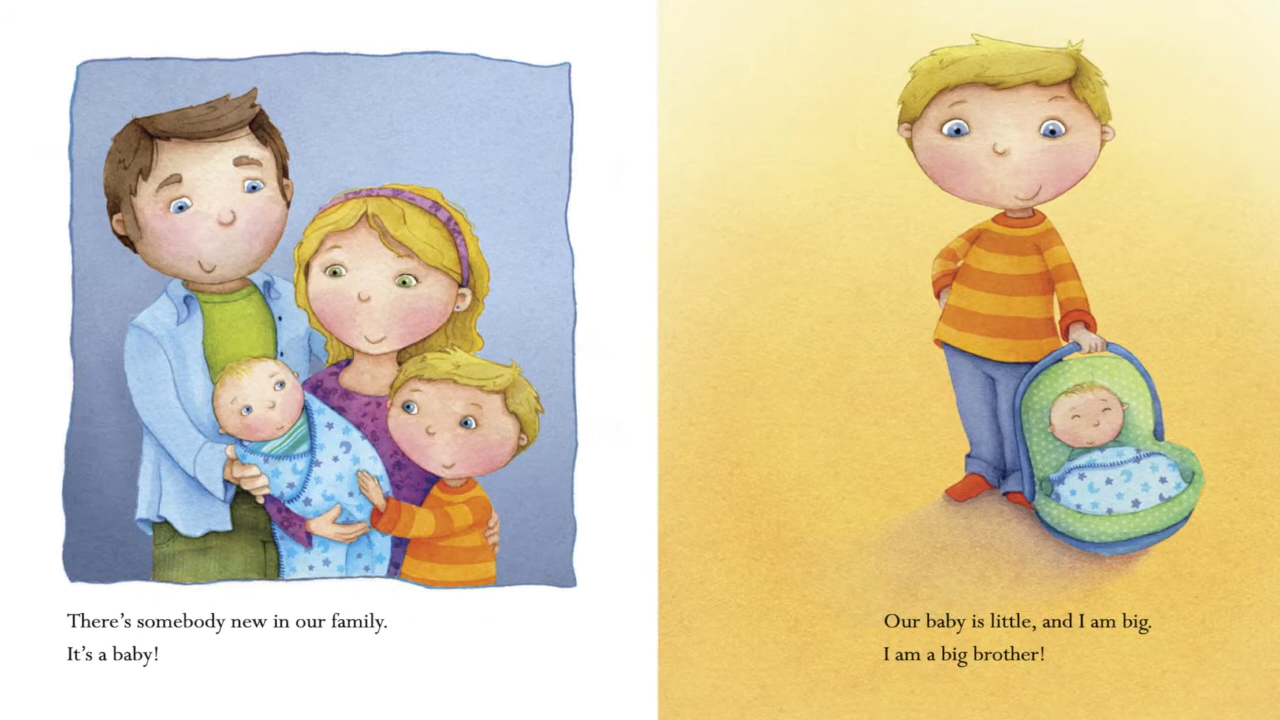 There’s somebody new in our family.
It’s a baby!
Our baby is little, and I am big.
I am a big brother!